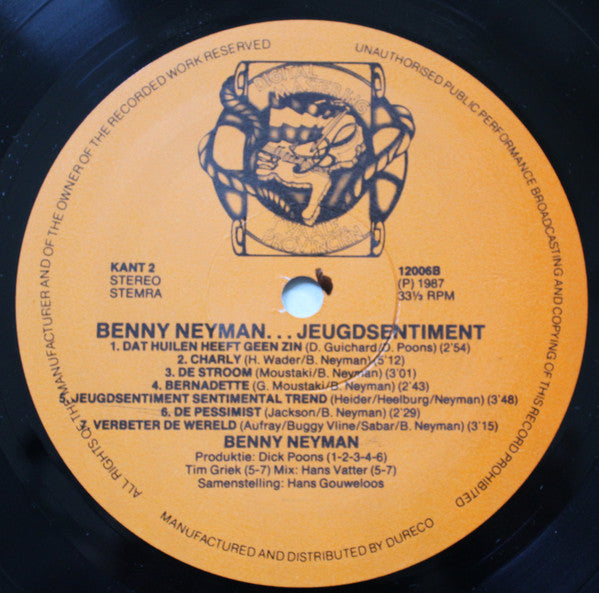 ALL RIGHTS OF THE MANUFACTURER AND OF THE OWNER OF THE RECORDED WORK RESERVED
UNAUTHORISED PUBLIC PERFORMANCE BROADCASTING AND COPYING OF THIS RECORD PROHIBITED
KANT 2
STEREO
STEMRA
12006B
(P) 1987
33⅓ RPM
BENNY NEYMAN...JEUGDSENTIMENT
1. DAT HUILEN HEEFT GEEN ZIN (D. Guichard/D. Poons) (2'54)
2. CHARLY (H. Wader/B. Neyman) (5'12)
3. DE STROOM (Moustaki/B. Neyman) (3'01)
4. BERNADETTE (G. Moustaki/B. Neyman) (2'43)
5. JEUGDSENTIMENT SENTIMENTAL TREND (Heider/Heelburg/Neyman) (3'48)
6. DE PESSIMIST (Jackson/B. Neyman) (2'29)
7. VERBETER DE WERELD (Aufray/Buggy Vline/Sabar/B. Neyman) (3'15)
BENNY NEYMAN
Produktie: Dick Poons (1-2-3-4-6)
Tim Griek (5-7) Mix: Hans Vatter (5-7)
Samenstelling: Hans Gouweloos
MANUFACTURED AND DISTRIBUTED BY DURECO